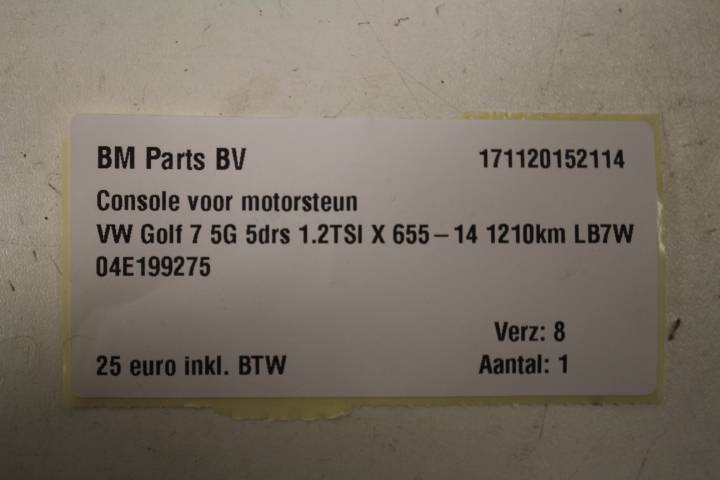 BM Parts BV 171120152114
Console voor motorsteun
VW Golf 7 5G 5drs 1.2TSI X 655-14 1210km LB7W
04E199275
Verz: 8
25 euro inkl. BTW Aantal: 1